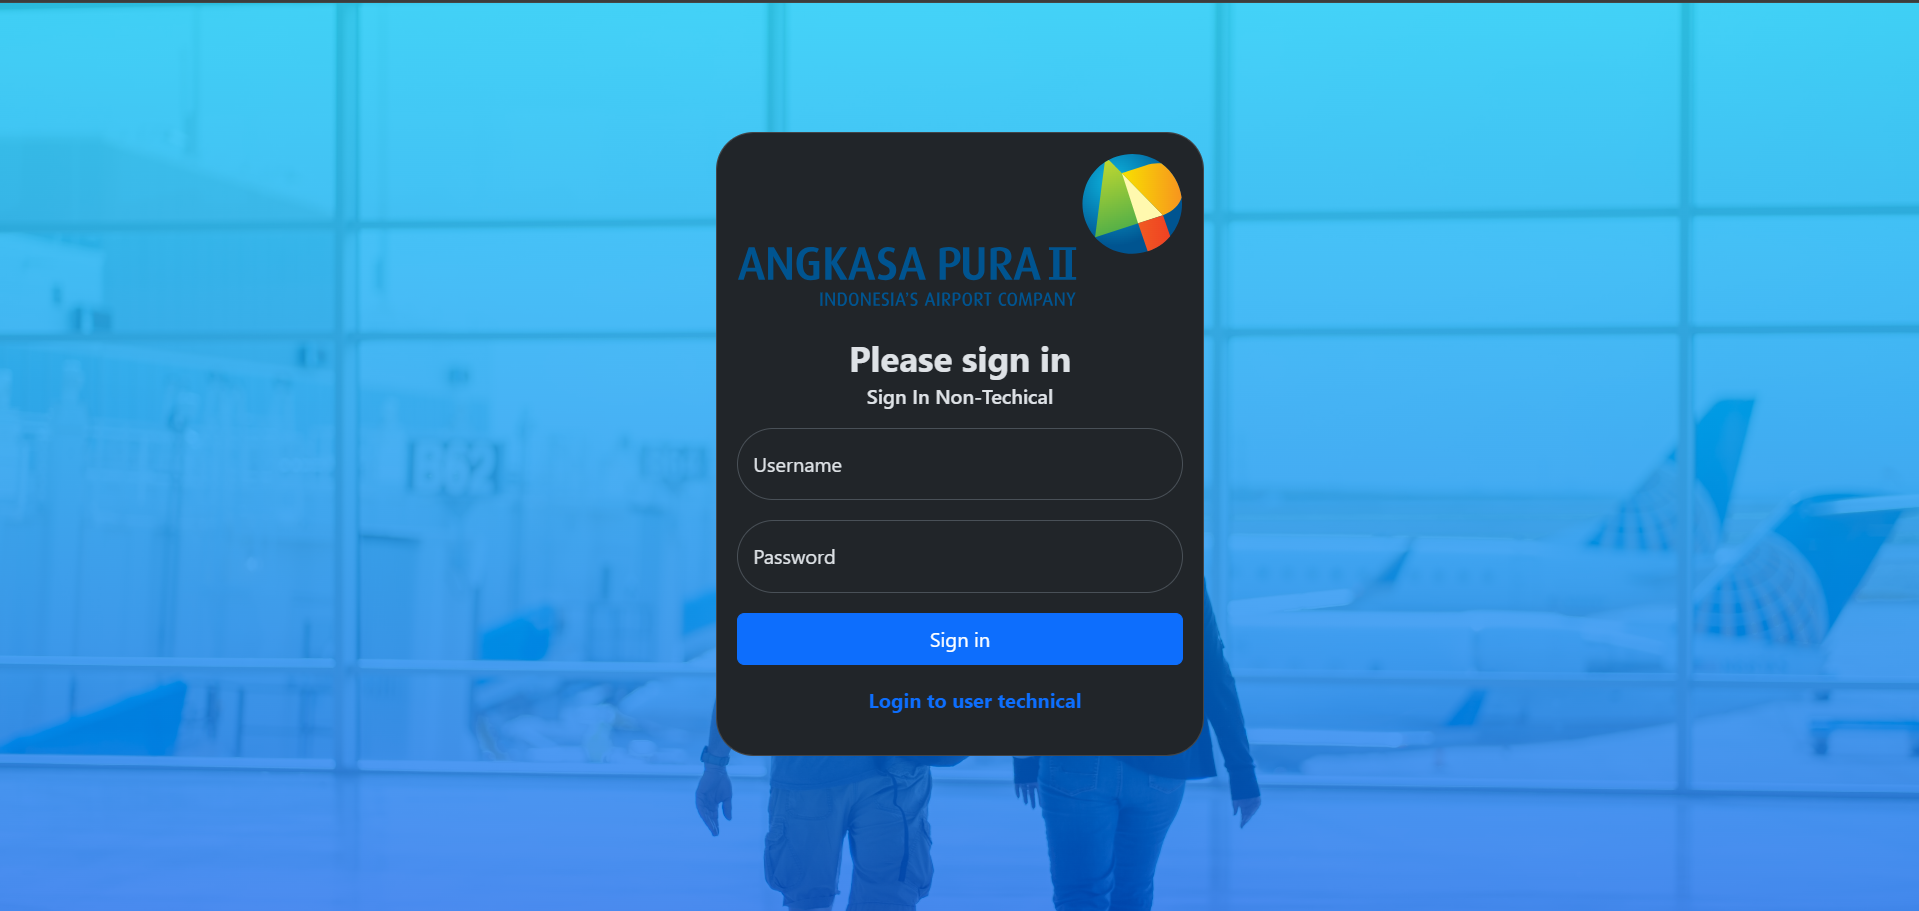 ANGKASA PURA II
INDONESIA'S AIRPORT COMPANY
Please sign in
Sign In Non-Techical
Username
Password
Sign in
Login to user technical
B62